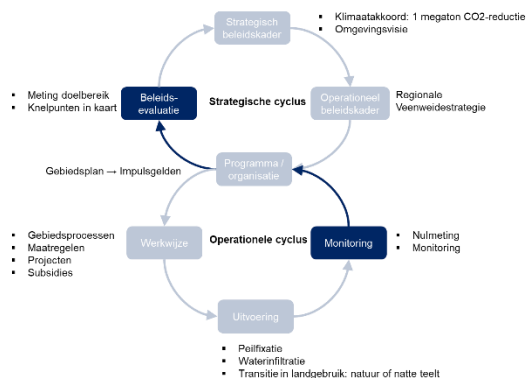 Strategisch
beleidskader
▪ Klimaatakkoord: 1 megaton CO2-reductie
▪ Omgevingsvisie
▪ Meting doelbereik
▪ Knelpunten in kaart
Beleids-
evaluatie
Strategische cyclus
Operationeel
beleidskader
Regionale
Veenweidestrategie
Gebiedsplan → Impulsgelden
Programma /
organisatie
▪ Gebiedsprocessen
▪ Maatregelen
▪ Projecten
▪ Subsidies
Werkwijze
Operationele cyclus
Monitoring
▪ Nulmeting
▪ Monitoring
Uitvoering
▪ Peilfixatie
▪ Waterinfiltratie
▪ Transitie in landgebruik: natuur of natte teelt